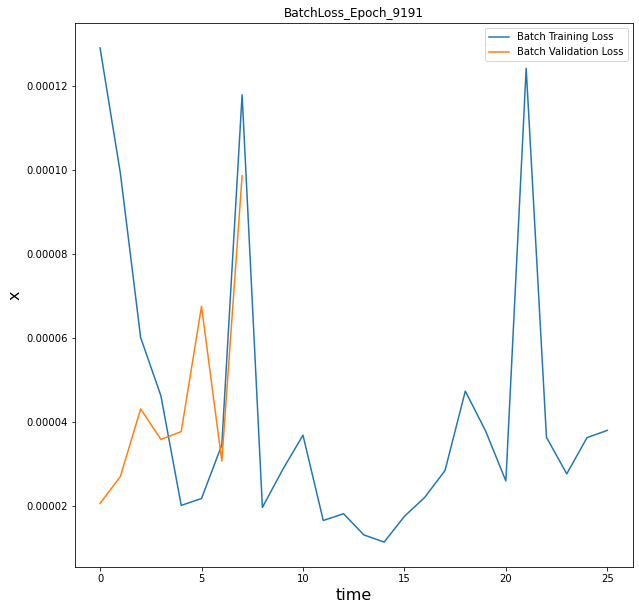 BatchLoss_Epoch_9191
Batch Training Loss
Batch Validation Loss
0.00012
0.00010
0.00008
0.00006
0.00004
0.00002
x
0 5 10 15 20 25
time